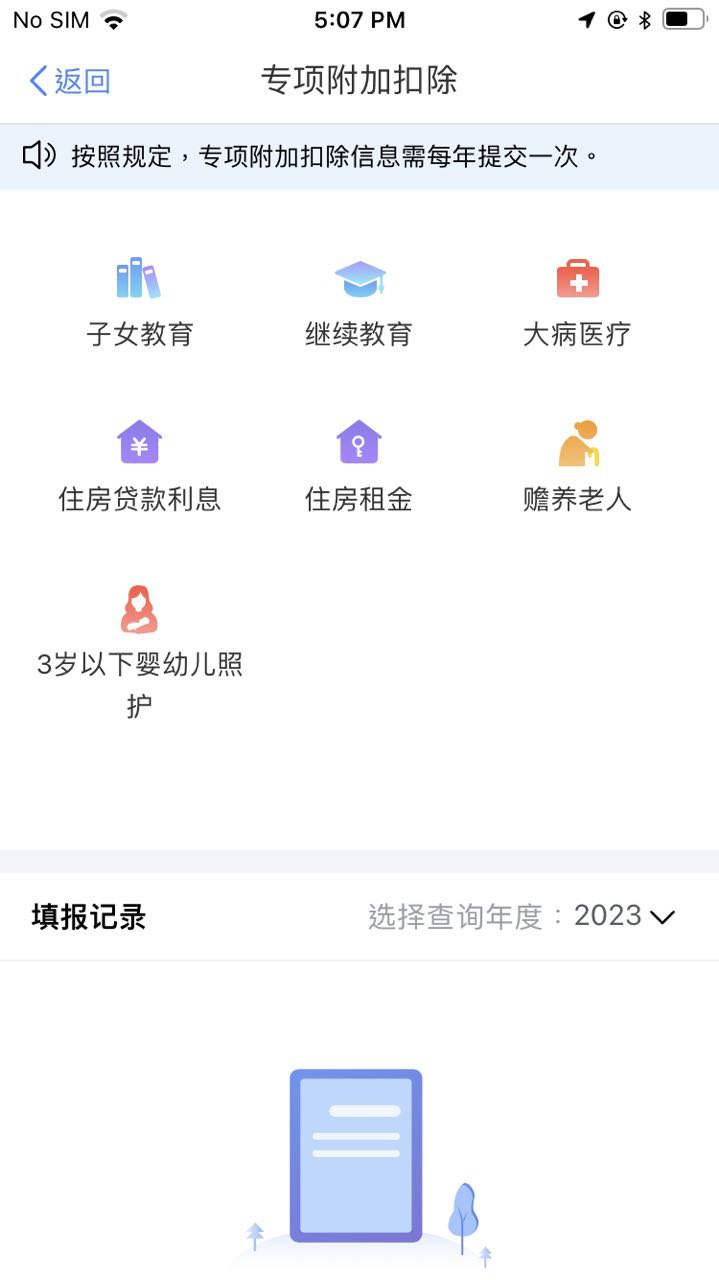 No SIM 5:07 PM
返回 专项附加扣除
按照规定，专项附加扣除信息需每年提交一次。
子女教育 继续教育 大病医疗
¥
住房贷款利息 住房租金 赡养老人
3岁以下婴幼儿照
护
填报记录 选择查询年度：2023